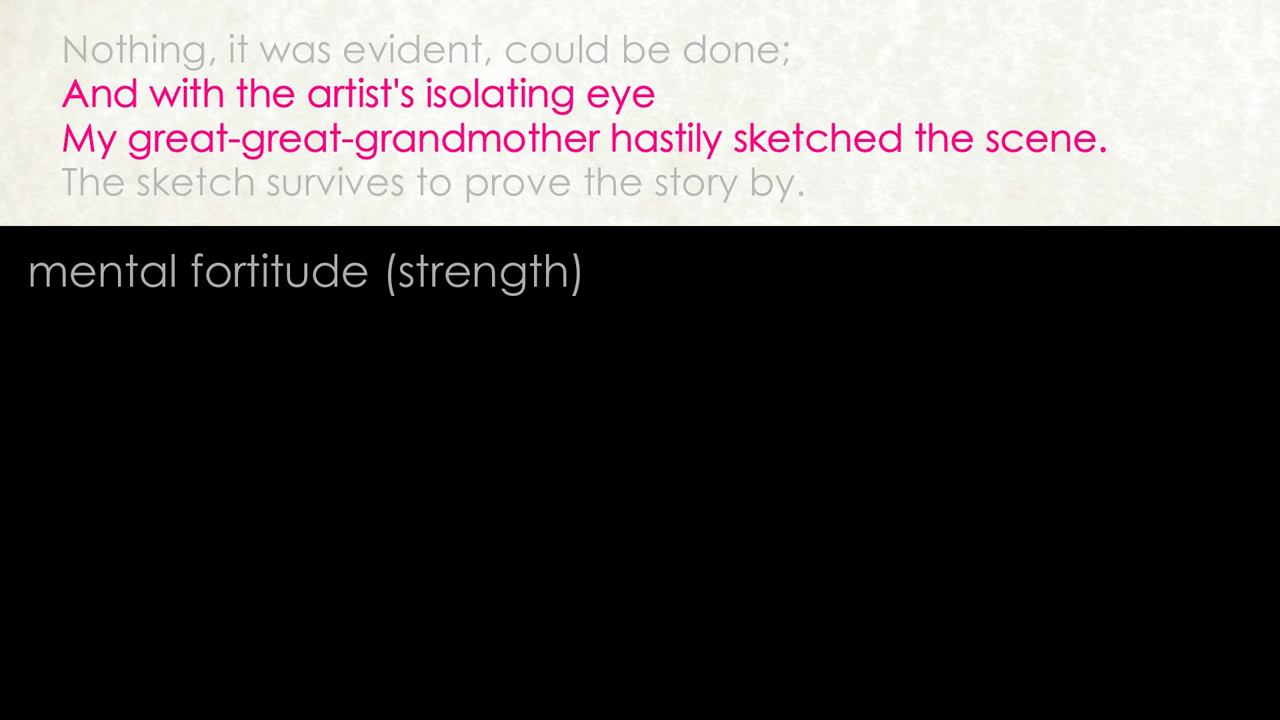 Nothing, it was evident, could be done;
And with the artist's isolating eye
My great-great-grandmother hastily sketched the scene.
The sketch survives to prove the story by.
mental fortitude (strength)